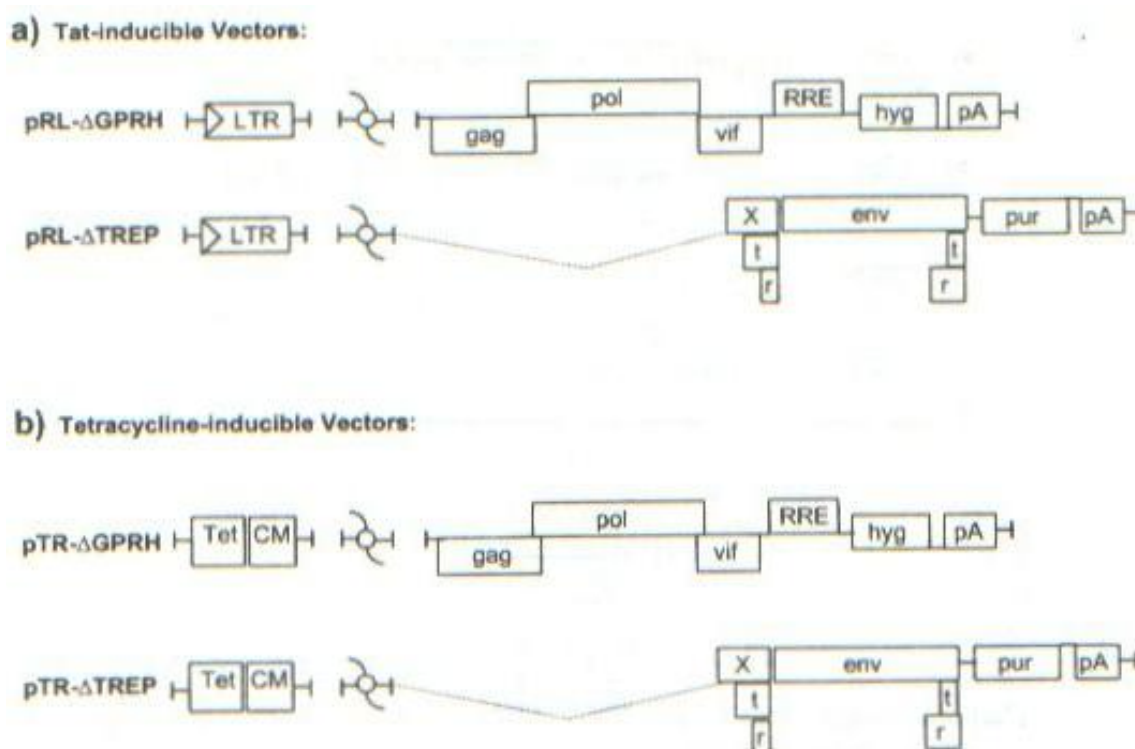 a) Tat-inducible Vectors:
pRL-ΔGPRH LTR gag pol vif RRE hyg pA
pRL-ΔTREP LTR X t r env t r pur pA
b) Tetracycline-inducible Vectors:
pTR-ΔGPRH Tet CM gag pol vif RRE hyg pA
pTR-ΔTREP Tet CM X t r env t r pur pA